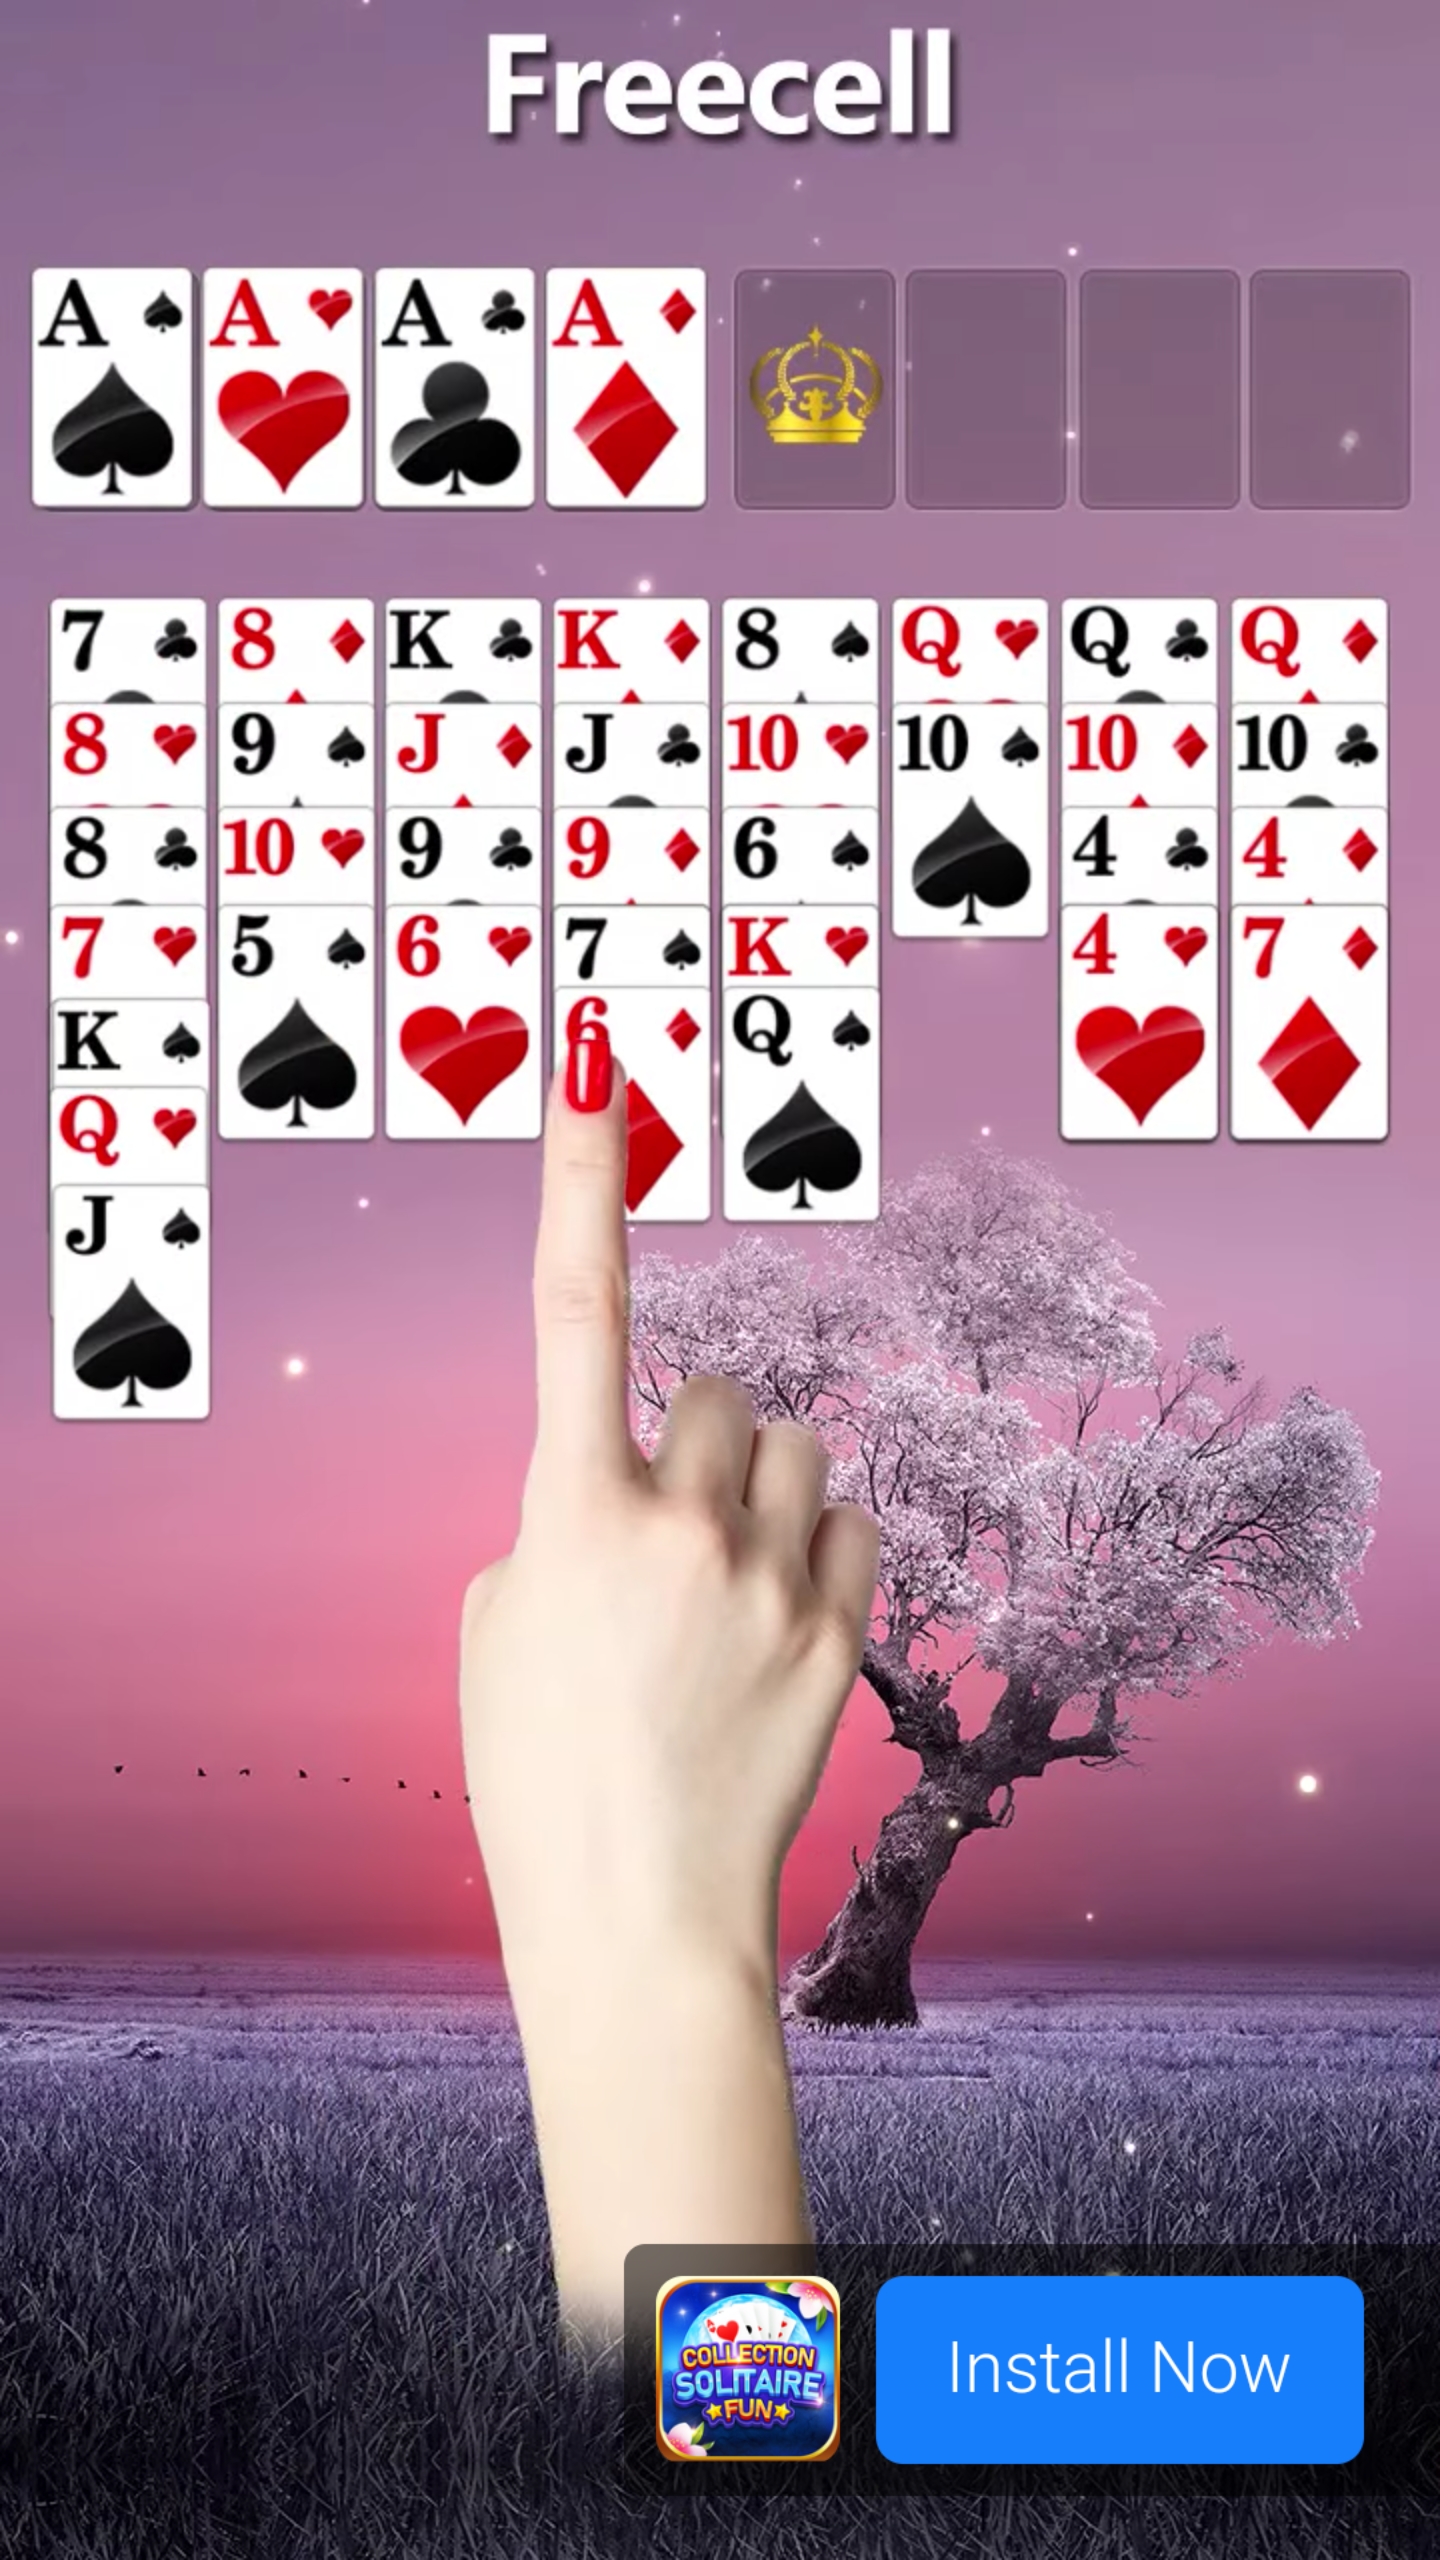 Freecell
A A A A
7 8 K K 8 Q Q Q
8 9 J J 10 10 10 10
8 10 9 9 6 4 4
7 5 6 7 K 4 7
K 6 Q
Q
J
COLLECTION
SOLITAIRE
FUN
Install Now